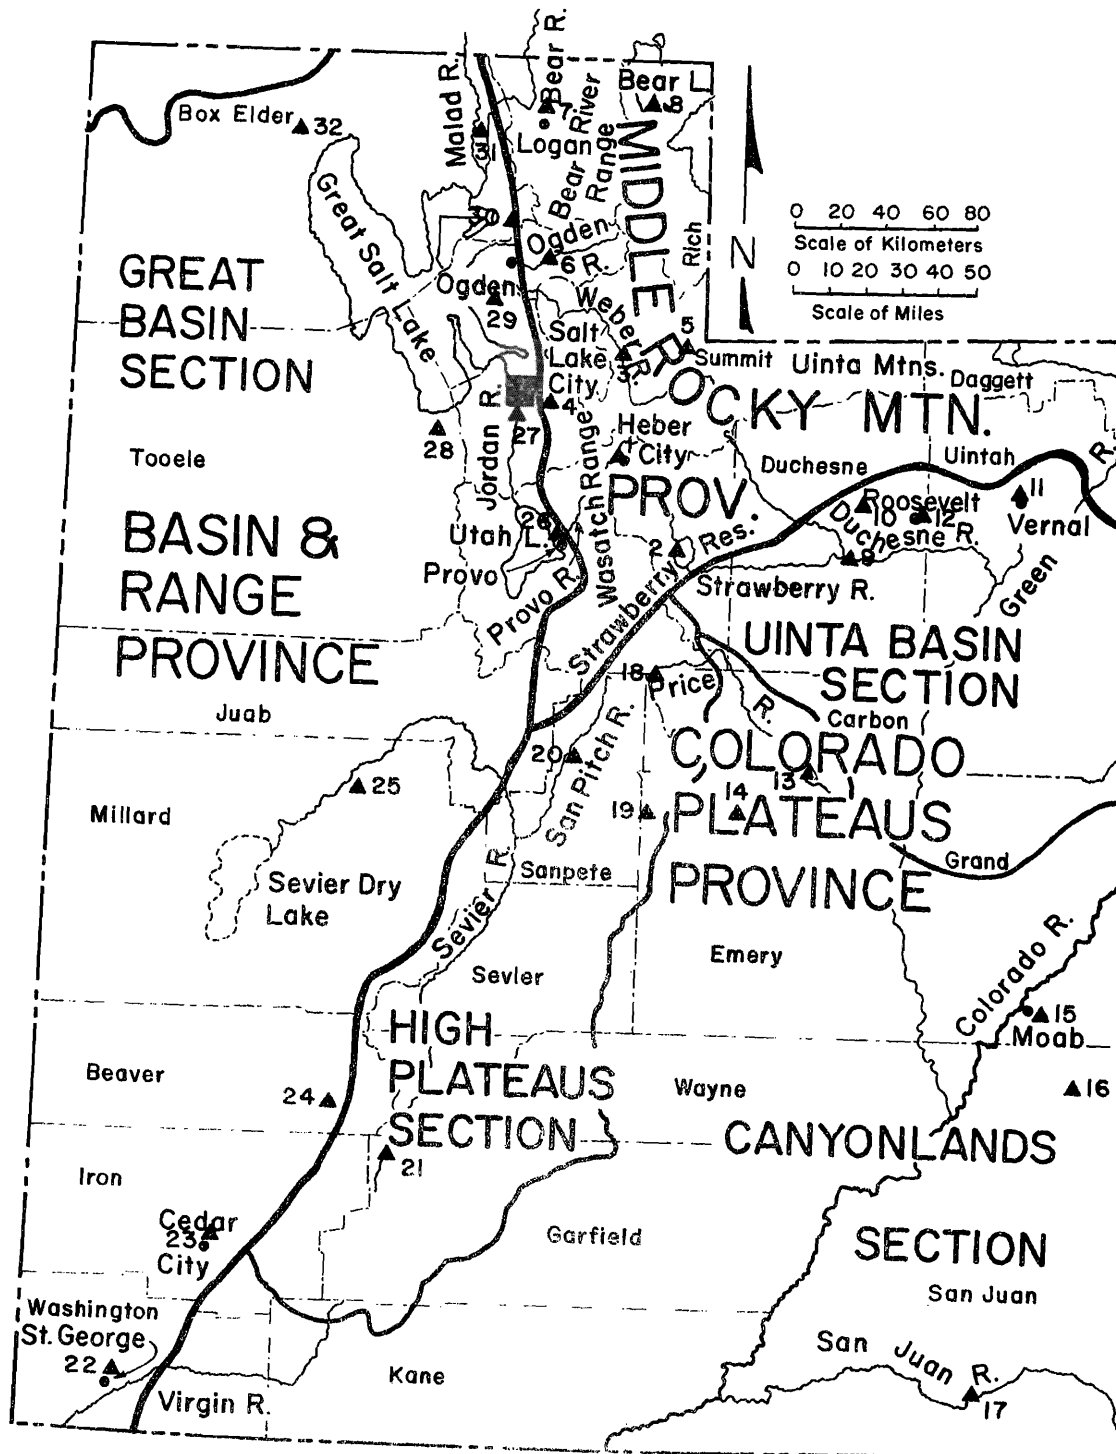 Bear R.
Malad R.
Bear R.
Bear L.
8
Box Elder
32
7
Logan
31
Bear River
Range
MIDDLE ROCKY MTN.
PROV.
Great Salt Lake
30
Ogden R.
6
Ogden
29
Weber R.
Rich
N
0 20 40 60 80
Scale of Kilometers
0 10 20 30 40 50
Scale of Miles
GREAT
BASIN
SECTION
Salt
Lake
City
3
5
Summit
Uinta Mtns.
Daggett
4
27
28
Jordan R.
Wasatch Range
Heber
City
Tooele
Duchesne
Uintah
R.
Roosevelt
10
12
11
Vernal
Duchesne R.
9
Green
BASIN &
RANGE
PROVINCE
26
Utah L.
Provo
Provo R.
2
Strawberry Res.
Strawberry R.
UINTA BASIN
SECTION
18
Price
R.
Carbon
Juab
20
San Pitch R.
COLORADO
13
14
19
PLATEAUS
PROVINCE
25
Millard
Sevier Dry
Lake
Sanpete
Grand
Sevier R.
Sevier
Emery
Colorado R.
15
Moab
HIGH
PLATEAUS
SECTION
Beaver
24
Wayne
16
CANYONLANDS
SECTION
21
Iron
Cedar
23
City
Garfield
San Juan
Washington
St. George
22
Virgin R.
Kane
San Juan R.
17